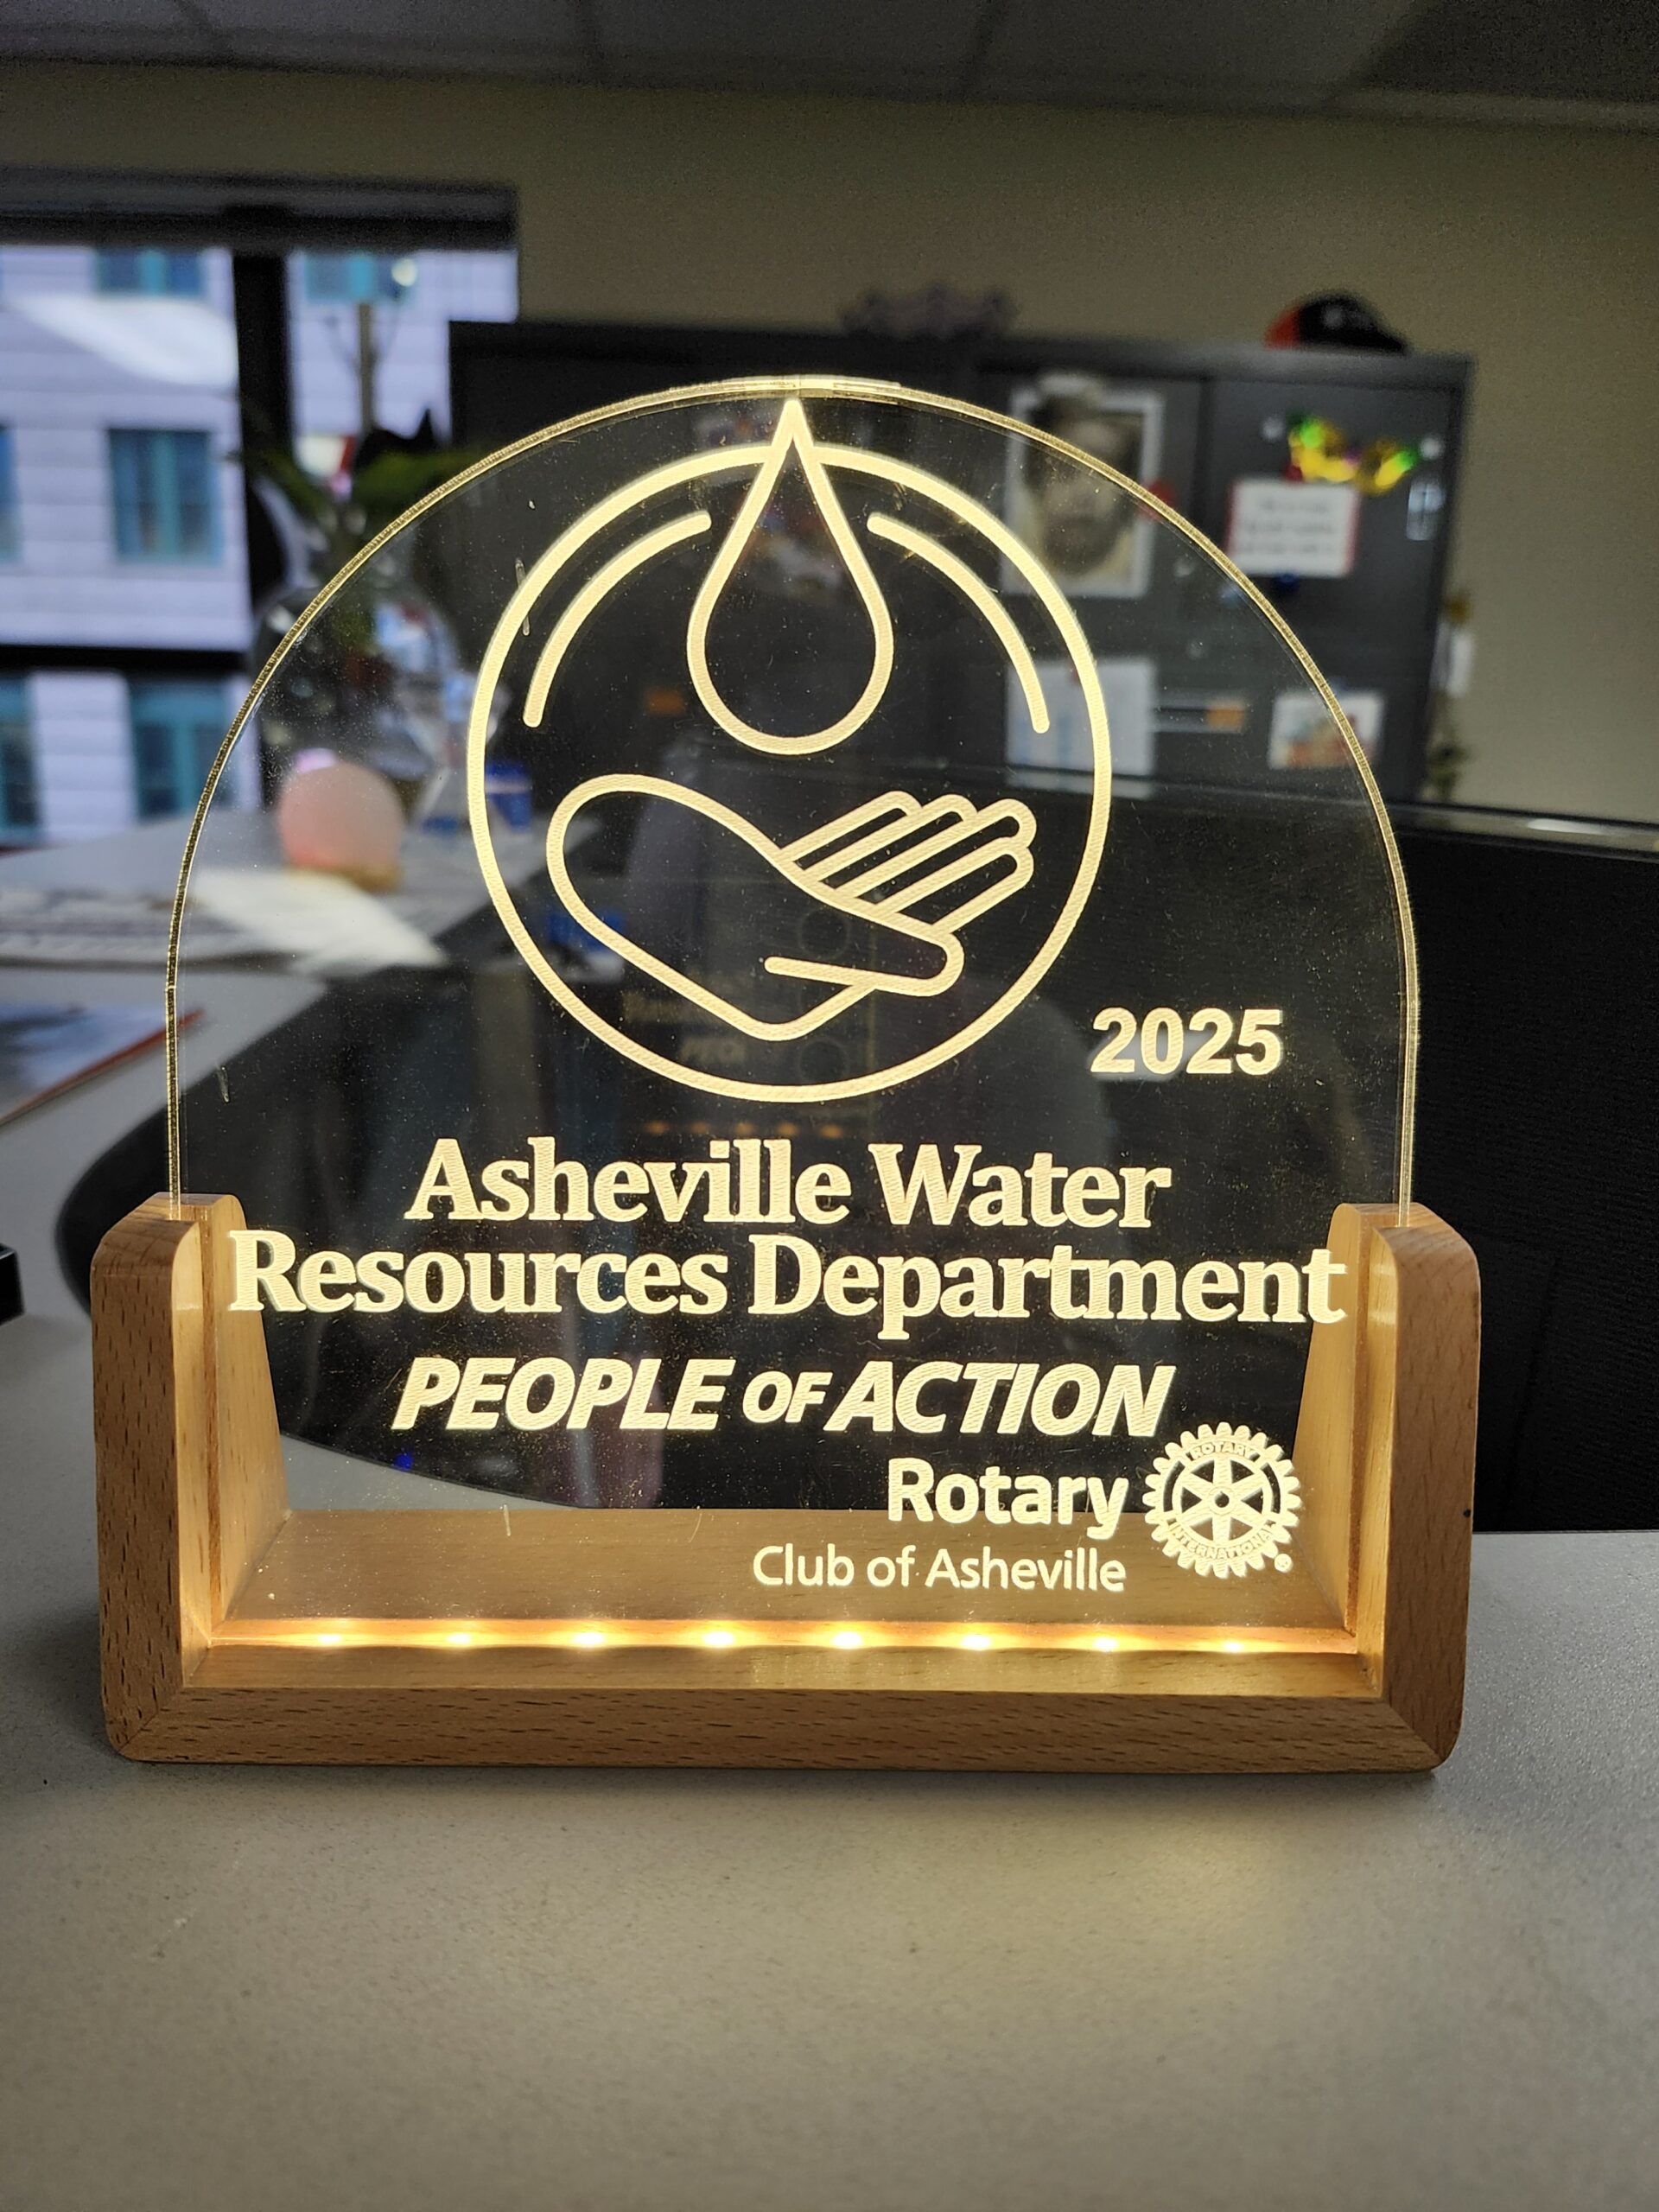 2025
Asheville Water
Resources Department
PEOPLE OF ACTION
Rotary
Club of Asheville
ROTARY
INTERNATIONAL
®